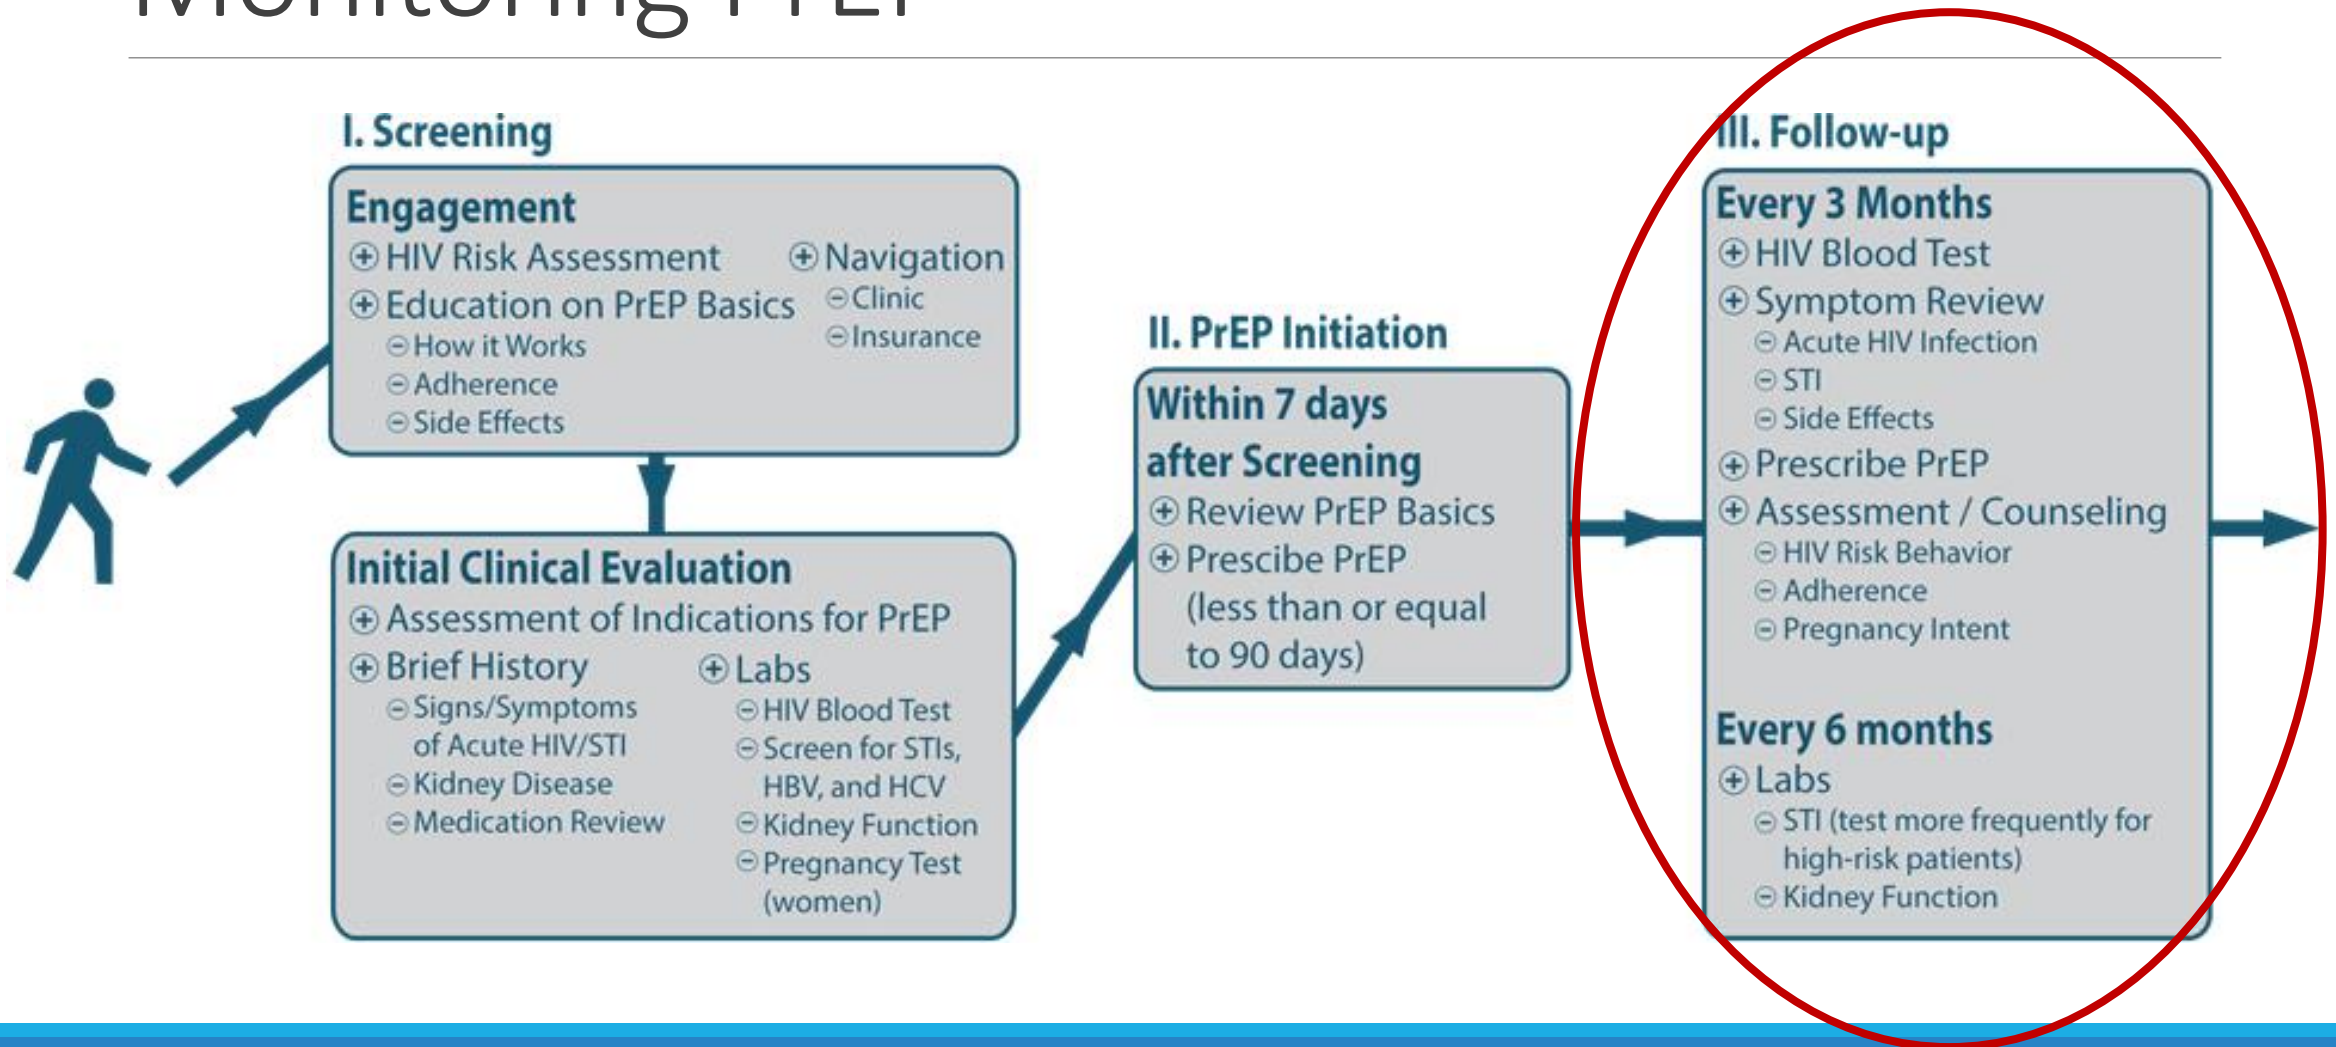 Monitoring PrEP
I. Screening
Engagement
HIV Risk Assessment
Education on PrEP Basics
How it Works
Adherence
Side Effects
Navigation
Clinic
Insurance
Initial Clinical Evaluation
Assessment of Indications for PrEP
Brief History
Signs/Symptoms
of Acute HIV/STI
Kidney Disease
Medication Review
Labs
HIV Blood Test
Screen for STIs,
HBV, and HCV
Kidney Function
Pregnancy Test
(women)
II. PrEP Initiation
Within 7 days
after Screening
Review PrEP Basics
Prescibe PrEP
(less than or equal
to 90 days)
III. Follow-up
Every 3 Months
HIV Blood Test
Symptom Review
Acute HIV Infection
STI
Side Effects
Prescribe PrEP
Assessment / Counseling
HIV Risk Behavior
Adherence
Pregnancy Intent
Every 6 months
Labs
STI (test more frequently for
high-risk patients)
Kidney Function